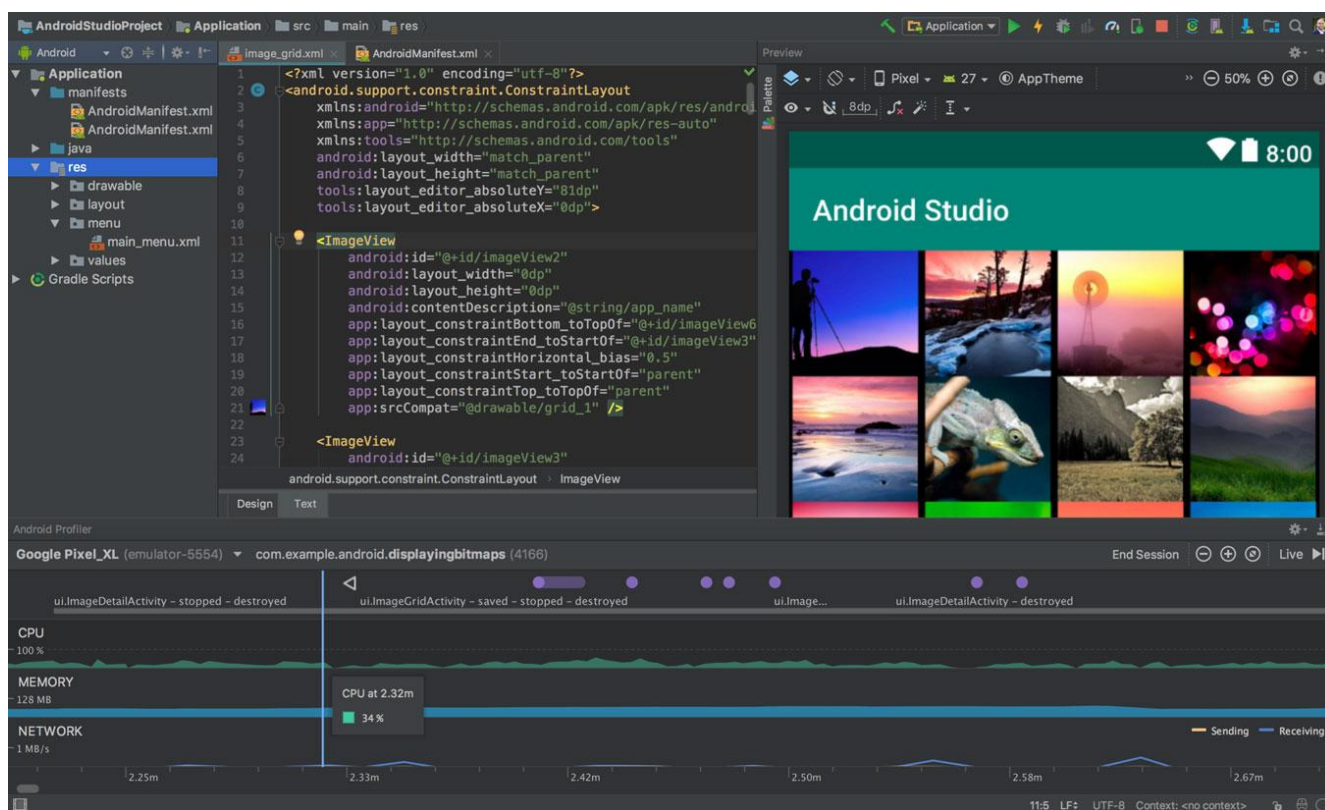 AndroidStudioProject Application src main res
Application
Android
image_grid.xml AndroidManifest.xml
Application
manifests
AndroidManifest.xml
AndroidManifest.xml
java
res
drawable
layout
menu
main_menu.xml
values
Gradle Scripts
1 <?xml version="1.0" encoding="utf-8"?>
2 <android.support.constraint.ConstraintLayout
3 xmlns:android="http://schemas.android.com/apk/res/androi
4 xmlns:app="http://schemas.android.com/apk/res-auto"
5 xmlns:tools="http://schemas.android.com/tools"
6 android:layout_width="match_parent"
7 android:layout_height="match_parent"
8 tools:layout_editor_absoluteY="81dp"
9 tools:layout_editor_absoluteX="0dp">
10
11 <ImageView
12 android:id="@+id/imageView2"
13 android:layout_width="0dp"
14 android:layout_height="0dp"
15 android:contentDescription="@string/app_name"
16 app:layout_constraintBottom_toTopOf="@+id/imageView6
17 app:layout_constraintEnd_toStartOf="@+id/imageView3"
18 app:layout_constraintHorizontal_bias="0.5"
19 app:layout_constraintStart_toStartOf="parent"
20 app:layout_constraintTop_toTopOf="parent"
21 app:srcCompat="@drawable/grid_1" />
22
23 <ImageView
24 android:id="@+id/imageView3"
android.support.constraint.ConstraintLayout › ImageView
Design Text
Preview
Palette
Pixel 27 AppTheme » 50%
8dp
8:00
Android Studio
Android Profiler
Google Pixel_XL (emulator-5554) com.example.android.displayingbitmaps (4166) End Session Live
ui.ImageDetailActivity – stopped – destroyed ui.ImageGridActivity – saved – stopped – destroyed ui.Image... ui.ImageDetailActivity – destroyed
CPU
100 %
MEMORY
128 MB
CPU at 2.32m
34 %
NETWORK
Sending Receiving
1 MB/s
2.25m 2.33m 2.42m 2.50m 2.58m 2.67m
11:5 LF UTF-8 Context: <no context>